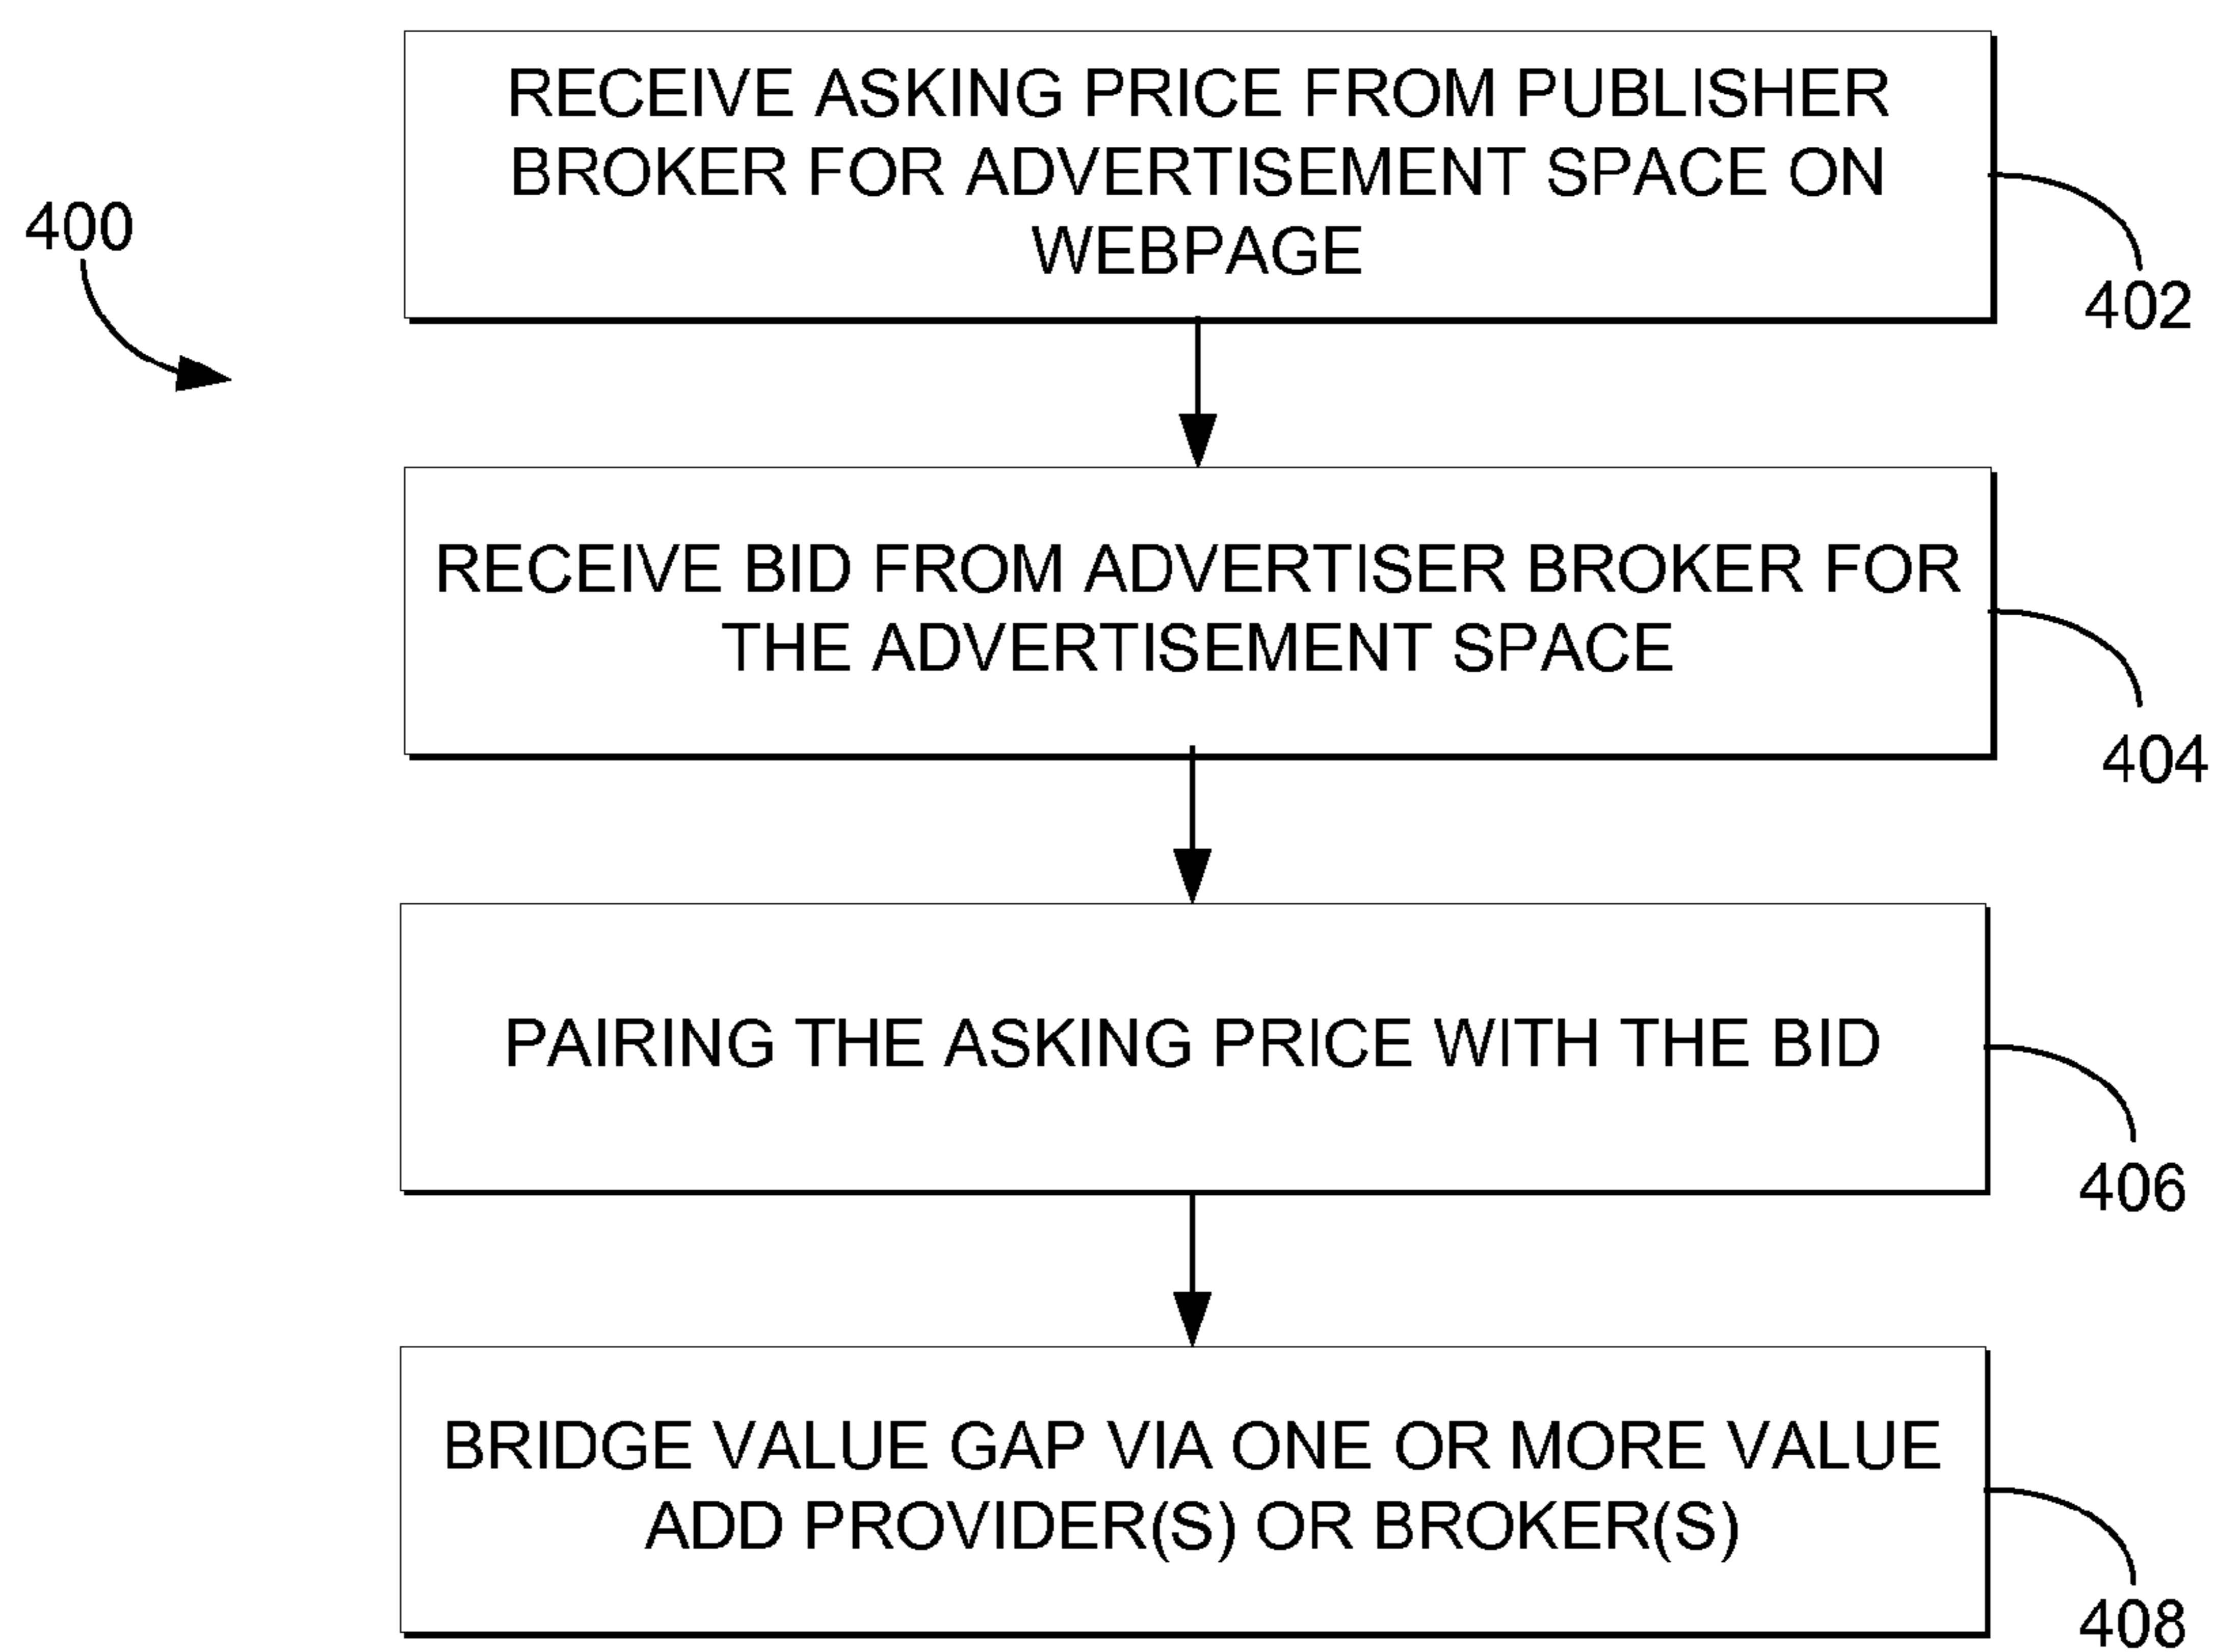 RECEIVE ASKING PRICE FROM PUBLISHER
BROKER FOR ADVERTISEMENT SPACE ON
WEBPAGE
400
402
RECEIVE BID FROM ADVERTISER BROKER FOR
THE ADVERTISEMENT SPACE
404
PAIRING THE ASKING PRICE WITH THE BID
406
BRIDGE VALUE GAP VIA ONE OR MORE VALUE
ADD PROVIDER(S) OR BROKER(S)
408